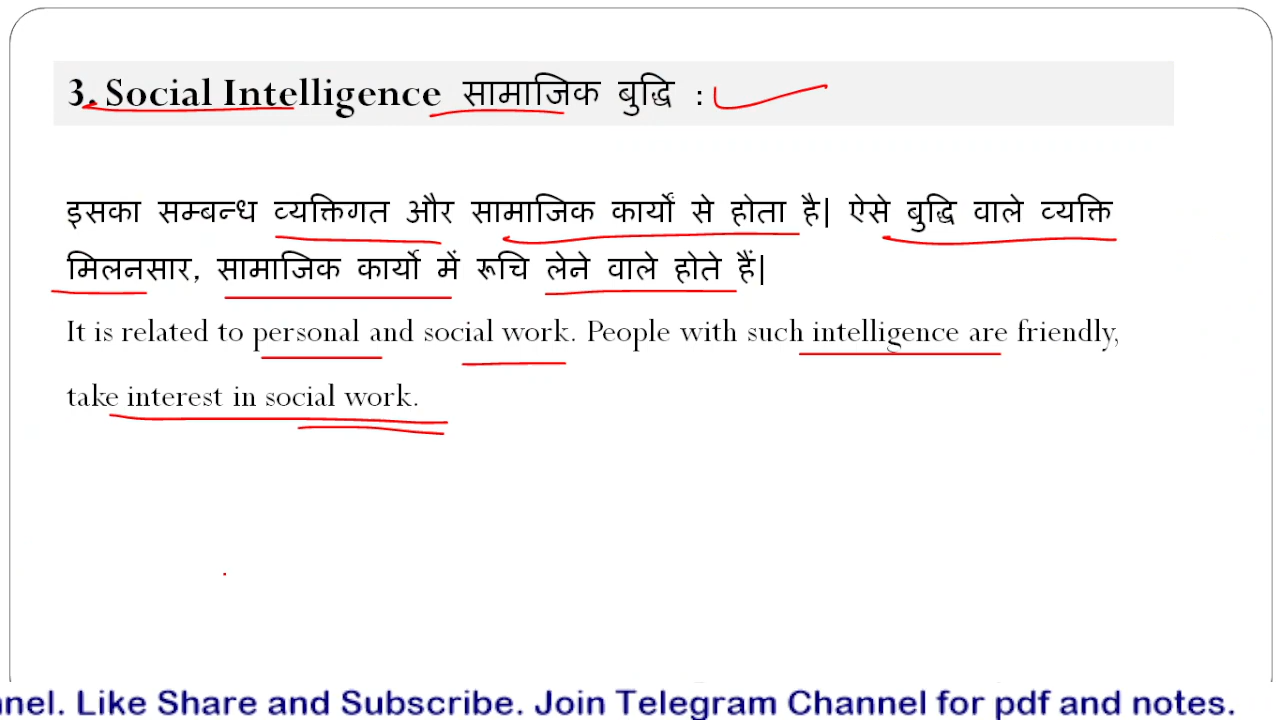 3. Social Intelligence सामाजिक बुद्धि :
इसका सम्बन्ध व्यक्तिगत और सामाजिक कार्यों से होता है| ऐसे बुद्धि वाले व्यक्ति
मिलनसार, सामाजिक कार्यो में रूचि लेने वाले होते हैं|
It is related to personal and social work. People with such intelligence are friendly,
take interest in social work.
nnel. Like Share and Subscribe. Join Telegram Channel for pdf and notes.